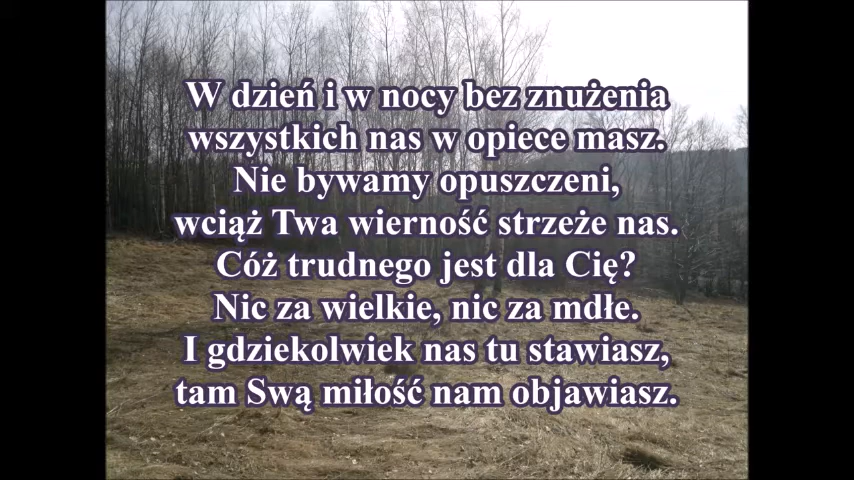 W dzień i w nocy bez znużenia
wszystkich nas w opiece masz.
Nie bywamy opuszczeni,
wciąż Twa wierność strzeże nas.
Cóż trudnego jest dla Cię?
Nic za wielkie, nic za mdłe.
I gdziekolwiek nas tu stawiasz,
tam Swą miłość nam objawiasz.